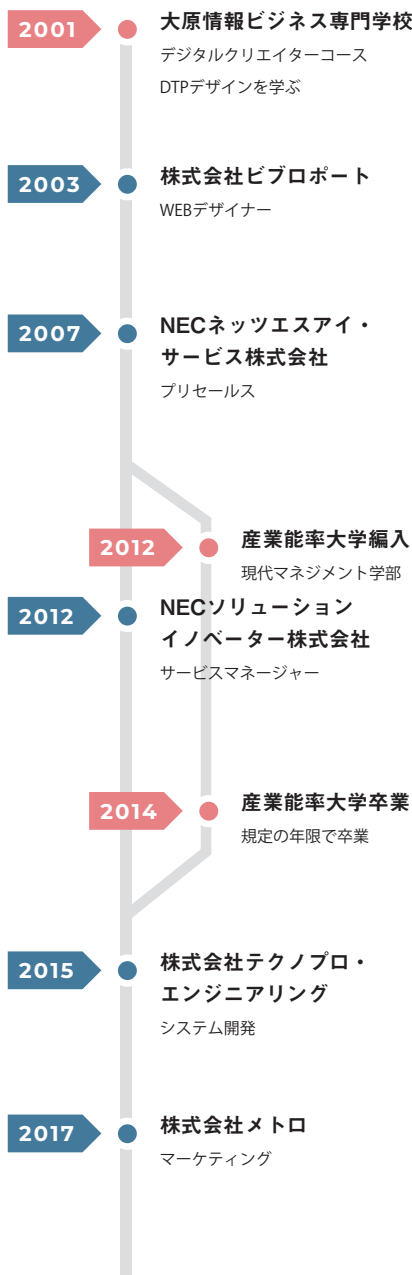 2001
大原情報ビジネス専門学校
デジタルクリエイターコース
DTPデザインを学ぶ
2003
株式会社ビブロポート
WEBデザイナー
2007
NECネッツエスアイ・
サービス株式会社
プリセールス
2012
産業能率大学編入
現代マネジメント学部
2012
NECソリューション
イノベーター株式会社
サービスマネージャー
2014
産業能率大学卒業
規定の年限で卒業
2015
株式会社テクノプロ・
エンジニアリング
システム開発
2017
株式会社メトロ
マーケティング